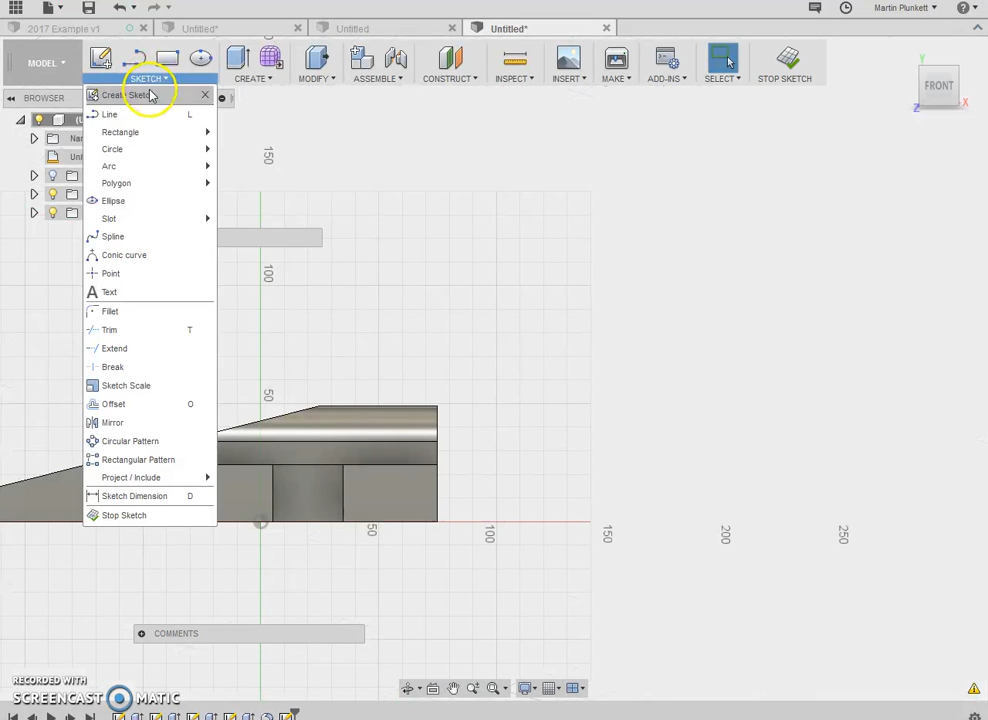 Martin Plunkett
2017 Example v1
Untitled*
Untitled
Untitled*
MODEL
SKETCH
CREATE
MODIFY
ASSEMBLE
CONSTRUCT
INSPECT
INSERT
MAKE
ADD-INS
SELECT
STOP SKETCH
BROWSER
Create Sketch
Line L
Rectangle
Circle
Arc
Polygon
Ellipse
Slot
Spline
Conic curve
Point
A Text
Fillet
Trim T
Extend
Break
Sketch Scale
Offset O
Mirror
Circular Pattern
Rectangular Pattern
Project / Include
Sketch Dimension D
Stop Sketch
150
100
50
50
100
150
200
250
FRONT
Y
X
Z
COMMENTS
RECORDED WITH
SCREENCAST MATIC